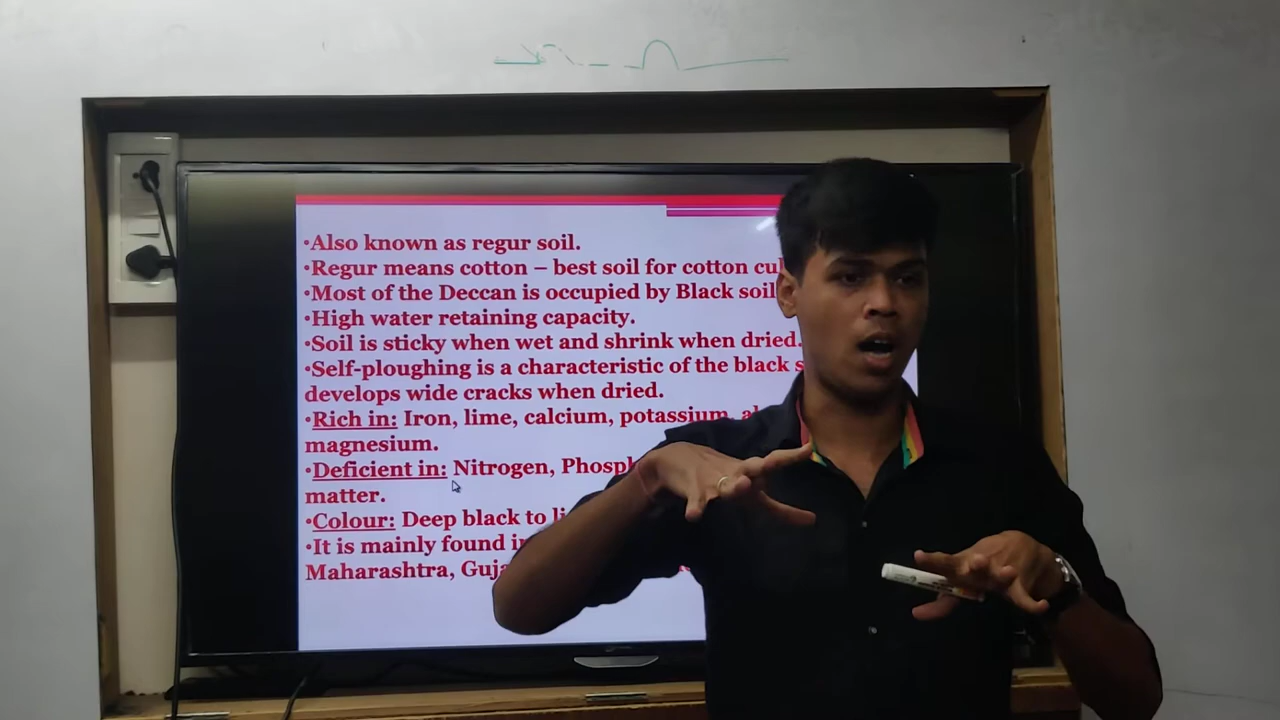 •Also known as regur soil.
•Regur means cotton – best soil for cotton
•Most of the Deccan is occupied by Black soil
•High water retaining capacity.
•Soil is sticky when wet and shrink when dried.
•Self-ploughing is a characteristic of the black
develops wide cracks when dried.
•Rich in: Iron, lime, calcium, potassium,
magnesium.
•Deficient in: Nitrogen,
matter.
•Colour: Deep black to
•It is mainly found
Maharashtra,